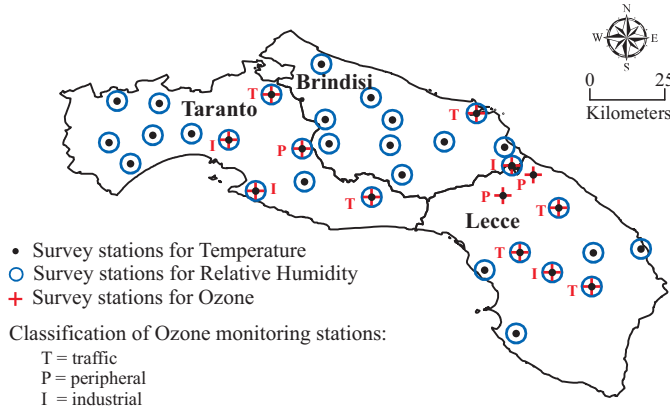 N
W E
S
0 25
Kilometers
Brindisi
Taranto
T
T
I
P
I
P
I
P
T
T
Lecce
T
I
T
Survey stations for Temperature
Survey stations for Relative Humidity
Survey stations for Ozone
Classification of Ozone monitoring stations:
T = traffic
P = peripheral
I = industrial